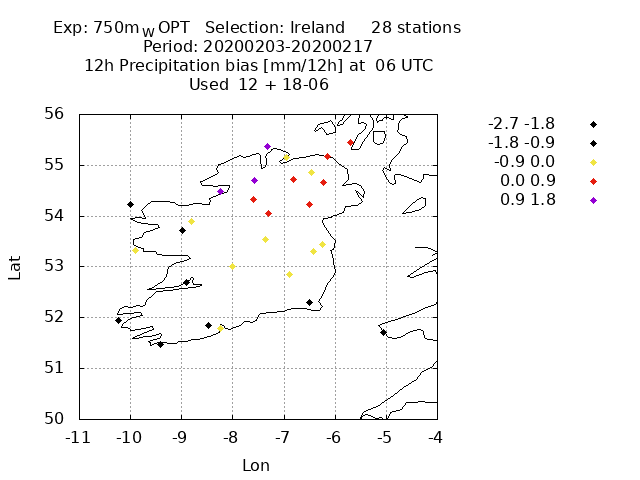 Exp: 750mW OPT Selection: Ireland 28 stations
Period: 20200203-20200217
12h Precipitation bias [mm/12h] at 06 UTC
Used 12 + 18-06
-2.7 -1.8
-1.8 -0.9
-0.9 0.0
0.0 0.9
0.9 1.8
56
55
54
53
52
51
50
Lat
-11 -10 -9 -8 -7 -6 -5 -4
Lon